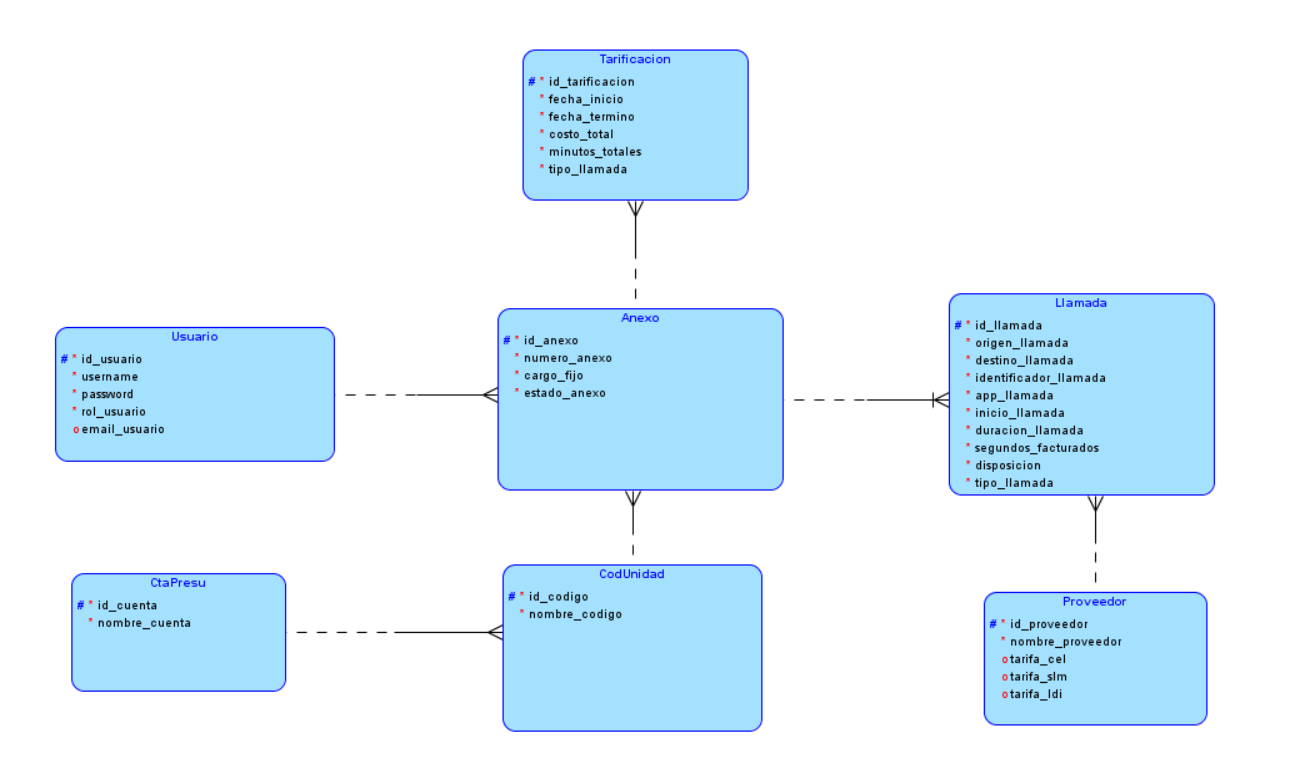 Tarificacion
# * id_tarificacion
* fecha_inicio
* fecha_termino
* costo_total
* minutos_totales
* tipo_llamada
Usuario
# * id_usuario
* username
* password
* rol_usuario
o email_usuario
Anexo
# * id_anexo
* numero_anexo
* cargo_fijo
* estado_anexo
Llamada
# * id_llamada
* origen_llamada
* destino_llamada
* identificador_llamada
* app_llamada
* inicio_llamada
* duracion_llamada
* segundos_facturados
* disposicion
* tipo_llamada
CtaPresu
# * id_cuenta
* nombre_cuenta
CodUnidad
# * id_codigo
* nombre_codigo
Proveedor
# * id_proveedor
* nombre_proveedor
o tarifa_cel
o tarifa_slm
o tarifa_ldi